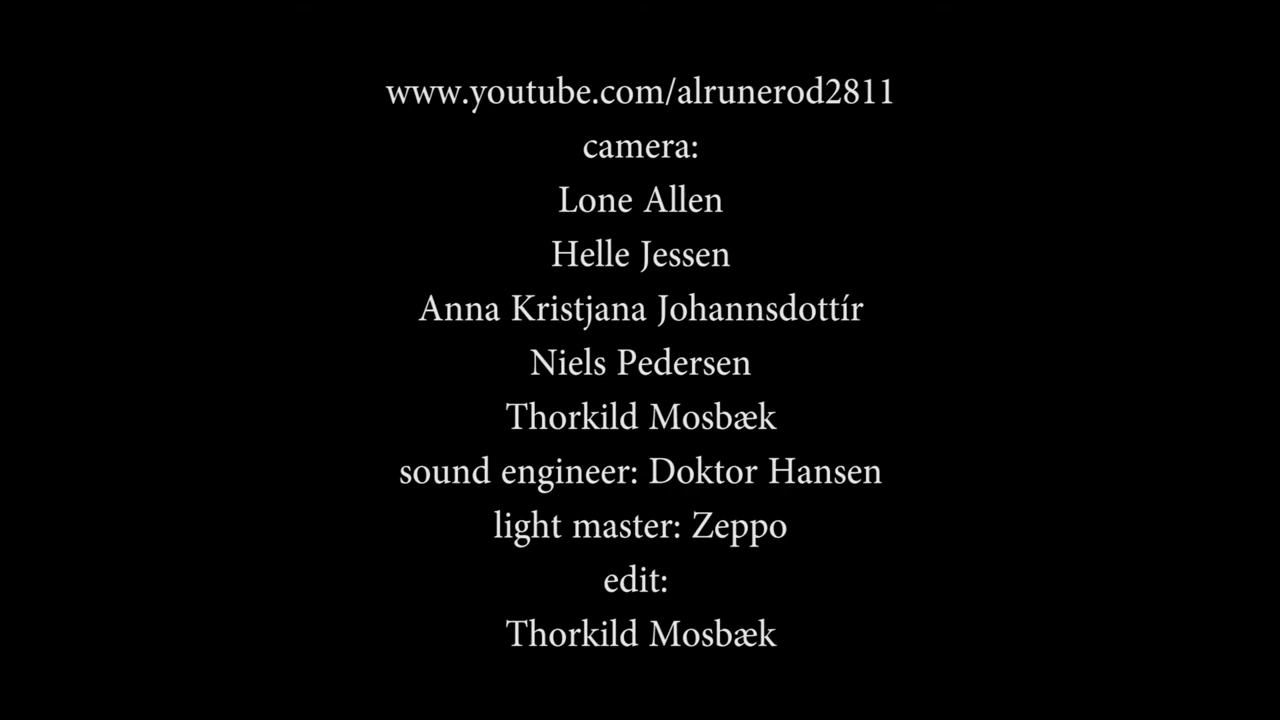 www.youtube.com/alrunerod2811
camera:
Lone Allen
Helle Jessen
Anna Kristjana Johannsdottír
Niels Pedersen
Thorkild Mosbæk
sound engineer: Doktor Hansen
light master: Zeppo
edit:
Thorkild Mosbæk